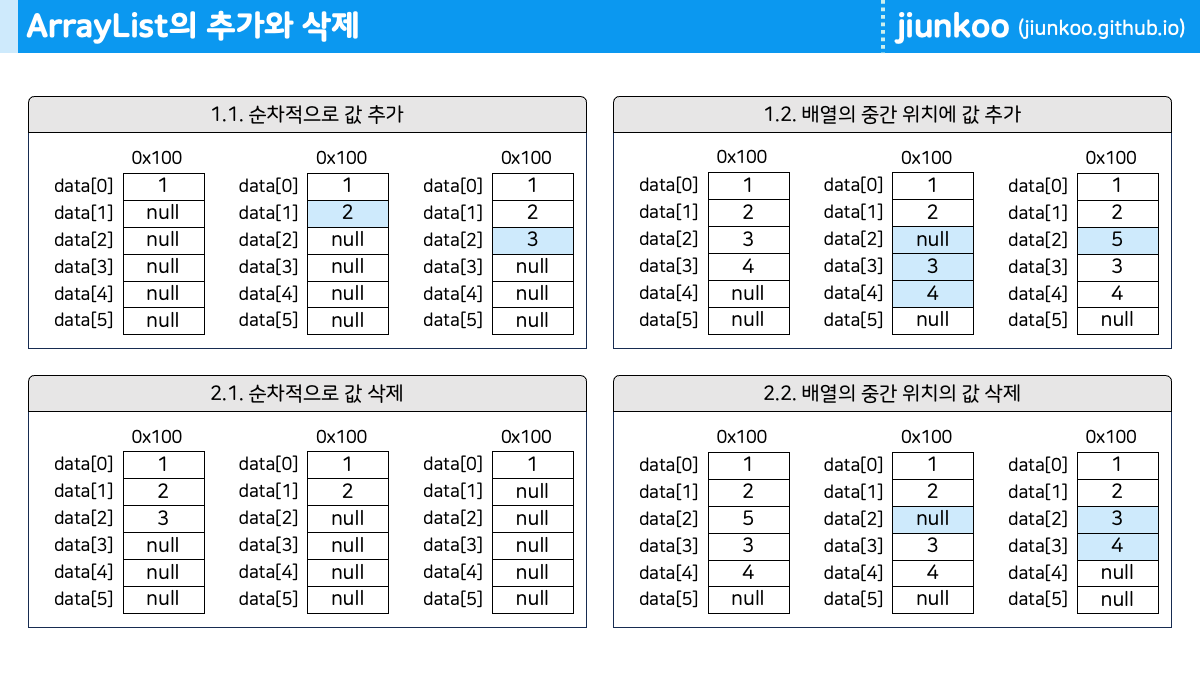 ArrayList의 추가와 삭제
jiunkoo (jiunkoo.github.io)
1.1. 순차적으로 값 추가
0x100 0x100 0x100
data[0] 1 data[0] 1 data[0] 1
data[1] null data[1] 2 data[1] 2
data[2] null data[2] null data[2] 3
data[3] null data[3] null data[3] null
data[4] null data[4] null data[4] null
data[5] null data[5] null data[5] null
1.2. 배열의 중간 위치에 값 추가
0x100 0x100 0x100
data[0] 1 data[0] 1 data[0] 1
data[1] 2 data[1] 2 data[1] 2
data[2] 3 data[2] null data[2] 5
data[3] 4 data[3] 3 data[3] 3
data[4] null data[4] 4 data[4] 4
data[5] null data[5] null data[5] null
2.1. 순차적으로 값 삭제
0x100 0x100 0x100
data[0] 1 data[0] 1 data[0] 1
data[1] 2 data[1] 2 data[1] null
data[2] 3 data[2] null data[2] null
data[3] null data[3] null data[3] null
data[4] null data[4] null data[4] null
data[5] null data[5] null data[5] null
2.2. 배열의 중간 위치의 값 삭제
0x100 0x100 0x100
data[0] 1 data[0] 1 data[0] 1
data[1] 2 data[1] 2 data[1] 2
data[2] 5 data[2] null data[2] 3
data[3] 3 data[3] 3 data[3] 4
data[4] 4 data[4] 4 data[4] null
data[5] null data[5] null data[5] null